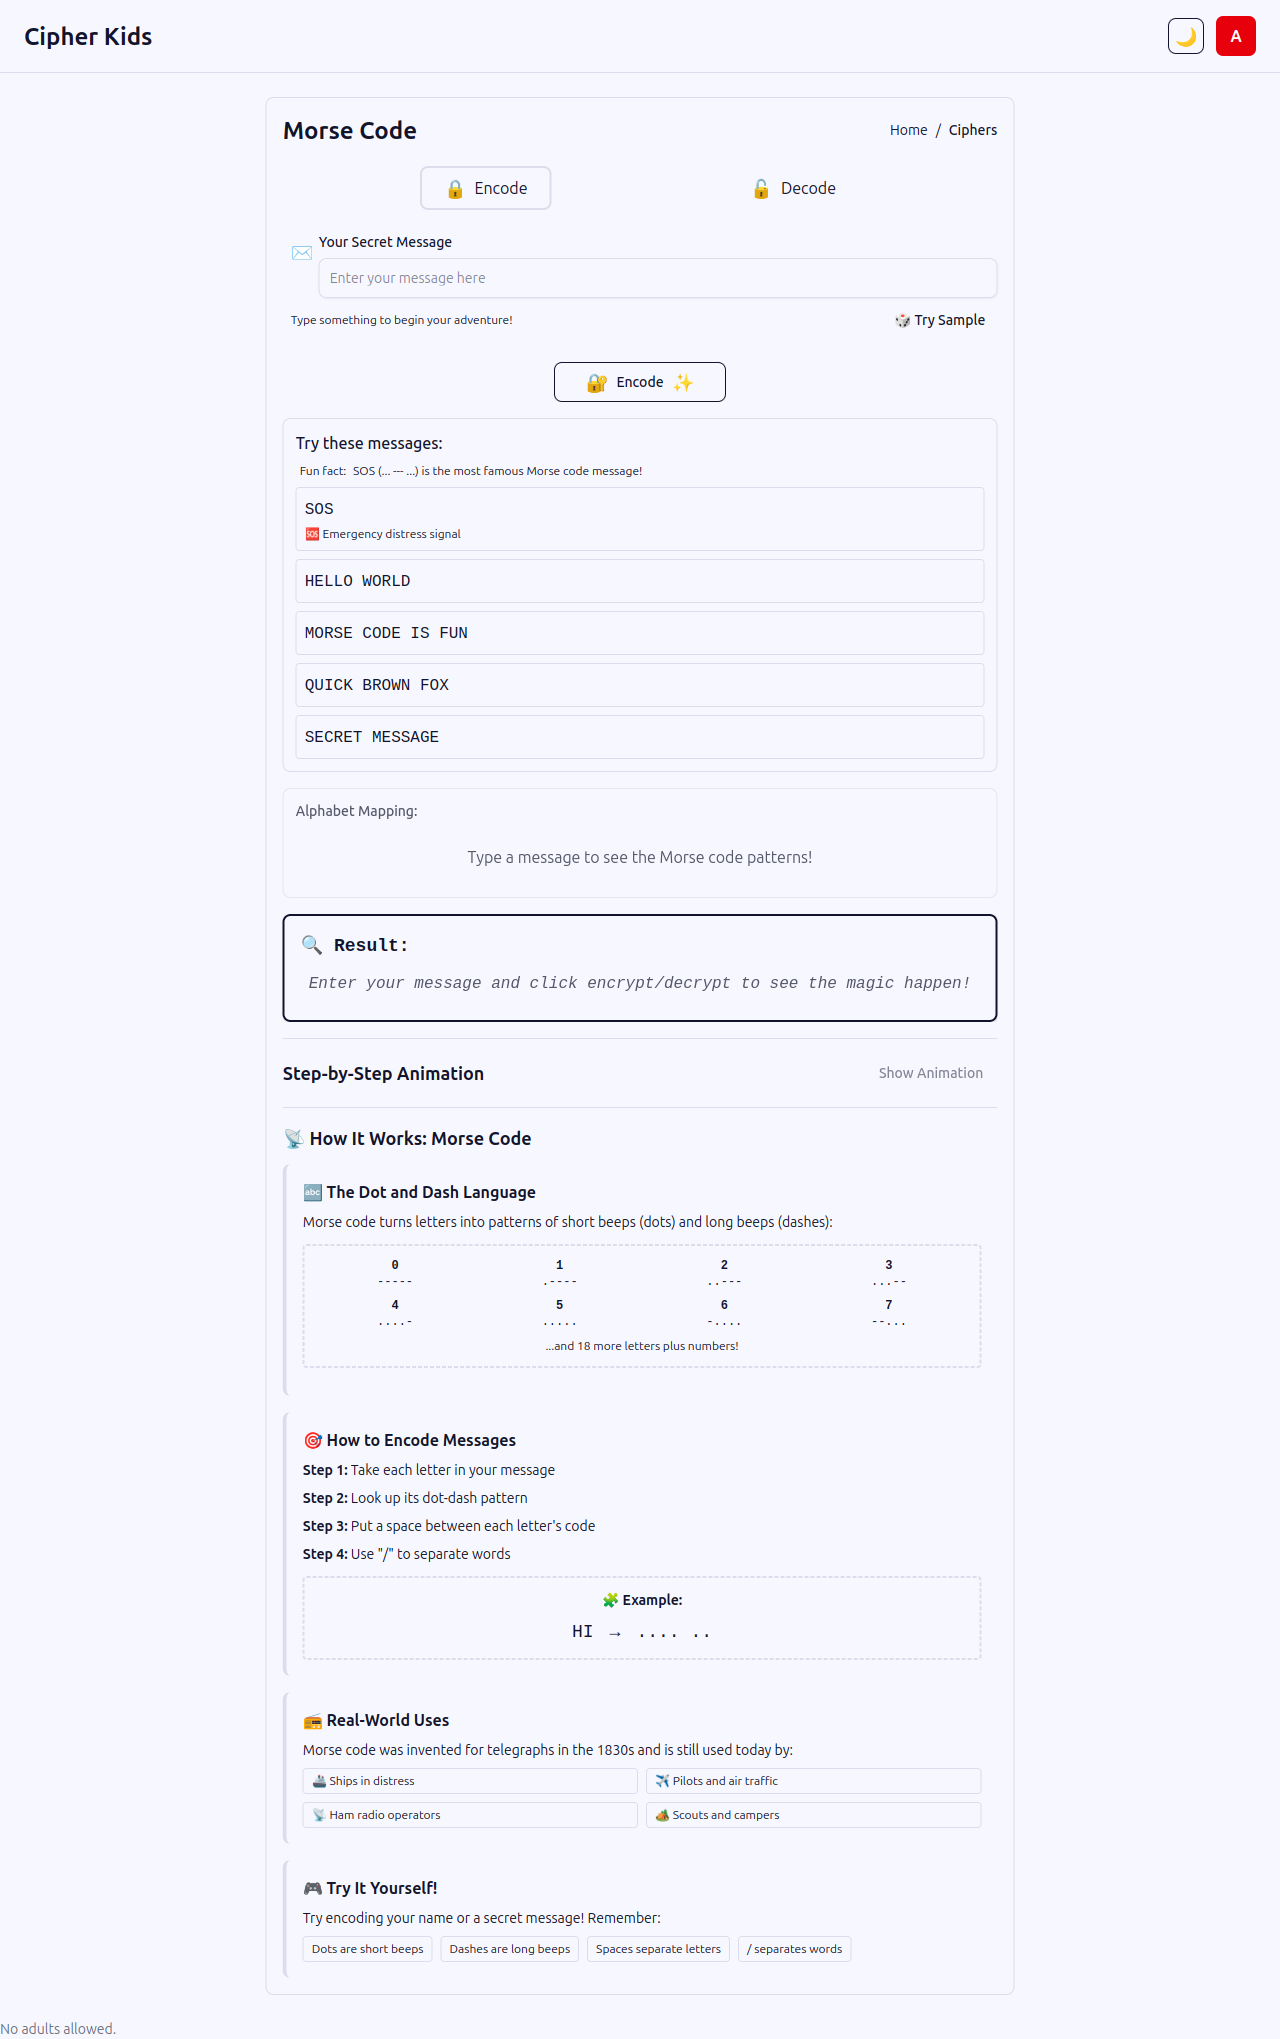 Cipher Kids
A
Morse Code
Home / Ciphers
Encode
Decode
Your Secret Message
Enter your message here
Type something to begin your adventure!
Try Sample
Encode
Try these messages:
Fun fact: SOS (... --- ...) is the most famous Morse code message!
SOS
🆘 Emergency distress signal
HELLO WORLD
MORSE CODE IS FUN
QUICK BROWN FOX
SECRET MESSAGE
Alphabet Mapping:
Type a message to see the Morse code patterns!
Result:
Enter your message and click encrypt/decrypt to see the magic happen!
Step-by-Step Animation
Show Animation
How It Works: Morse Code
🔤 The Dot and Dash Language
Morse code turns letters into patterns of short beeps (dots) and long beeps (dashes):
0 1 2 3
----- .---- ..--- ...--
4 5 6 7
....- ..... -.... --...
...and 18 more letters plus numbers!
How to Encode Messages
Step 1: Take each letter in your message
Step 2: Look up its dot-dash pattern
Step 3: Put a space between each letter's code
Step 4: Use "/" to separate words
Example:
HI → .... ..
Real-World Uses
Morse code was invented for telegraphs in the 1830s and is still used today by:
Ships in distress
Pilots and air traffic
Ham radio operators
Scouts and campers
Try It Yourself!
Try encoding your name or a secret message! Remember:
Dots are short beeps
Dashes are long beeps
Spaces separate letters
/ separates words
No adults allowed.